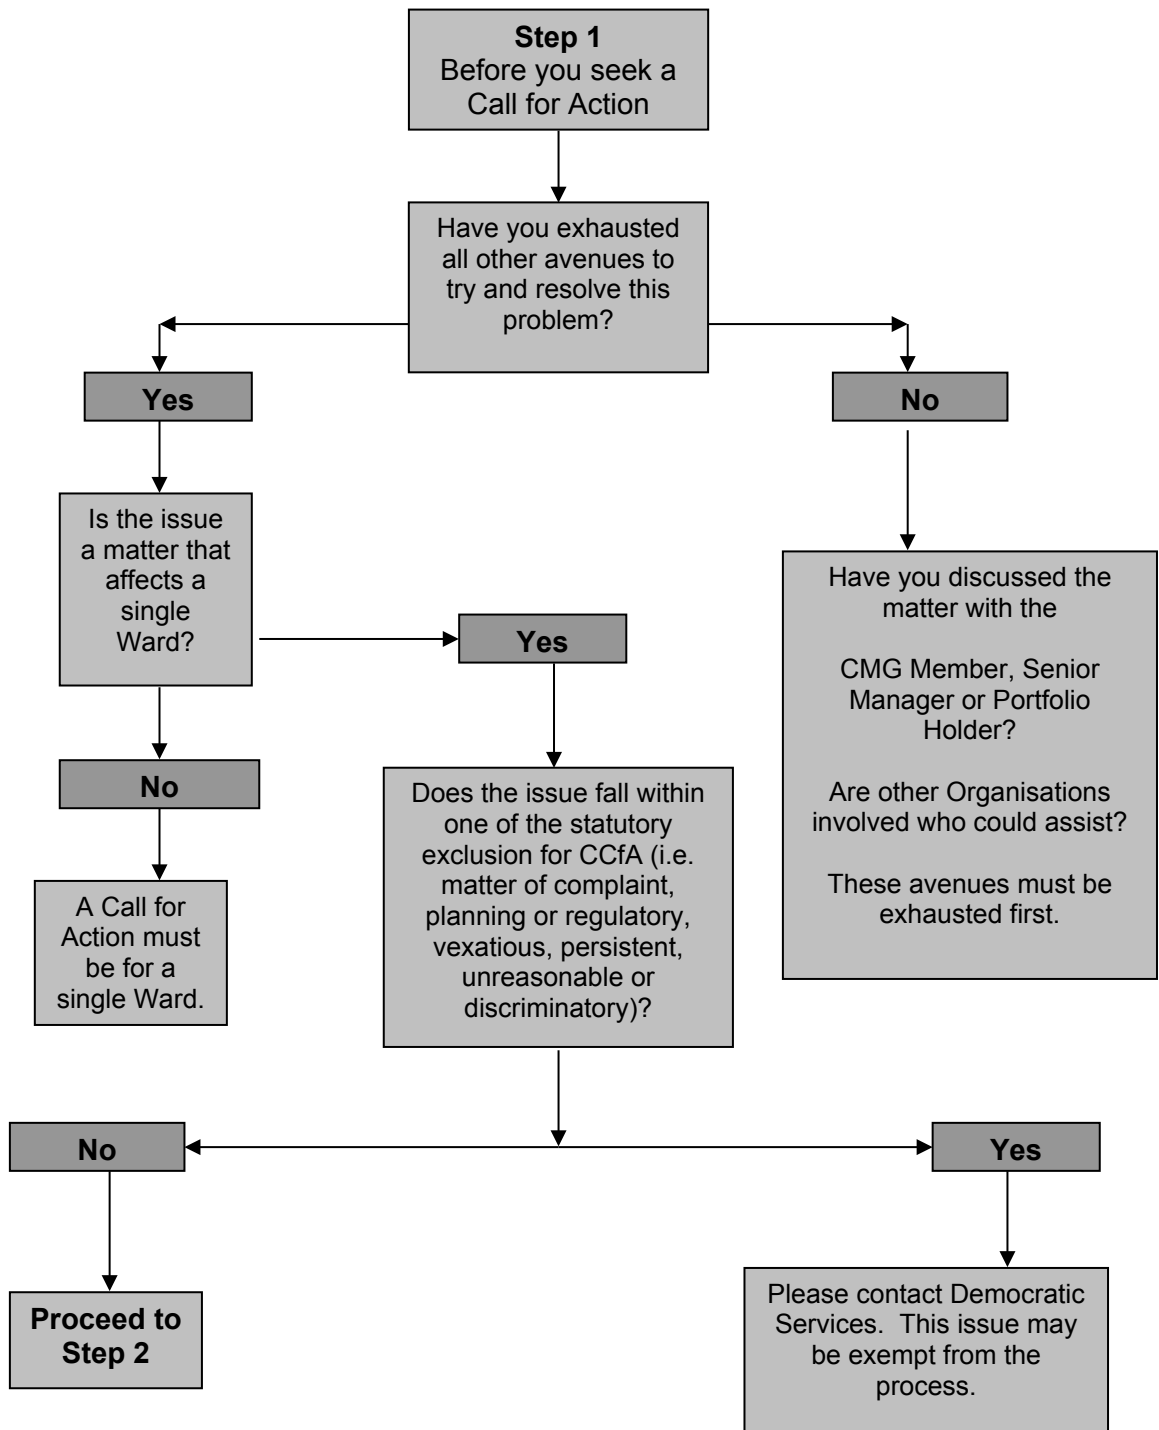 Step 1
Before you seek a
Call for Action
Have you exhausted
all other avenues to
try and resolve this
problem?
Yes
No
Is the issue
a matter that
affects a
single
Ward?
Yes
No
A Call for
Action must
be for a
single Ward.
Does the issue fall within
one of the statutory
exclusion for CCfA (i.e.
matter of complaint,
planning or regulatory,
vexatious, persistent,
unreasonable or
discriminatory)?
Have you discussed the
matter with the
CMG Member, Senior
Manager or Portfolio
Holder?
Are other Organisations
involved who could assist?
These avenues must be
exhausted first.
No
Yes
Proceed to
Step 2
Please contact Democratic
Services. This issue may
be exempt from the
process.